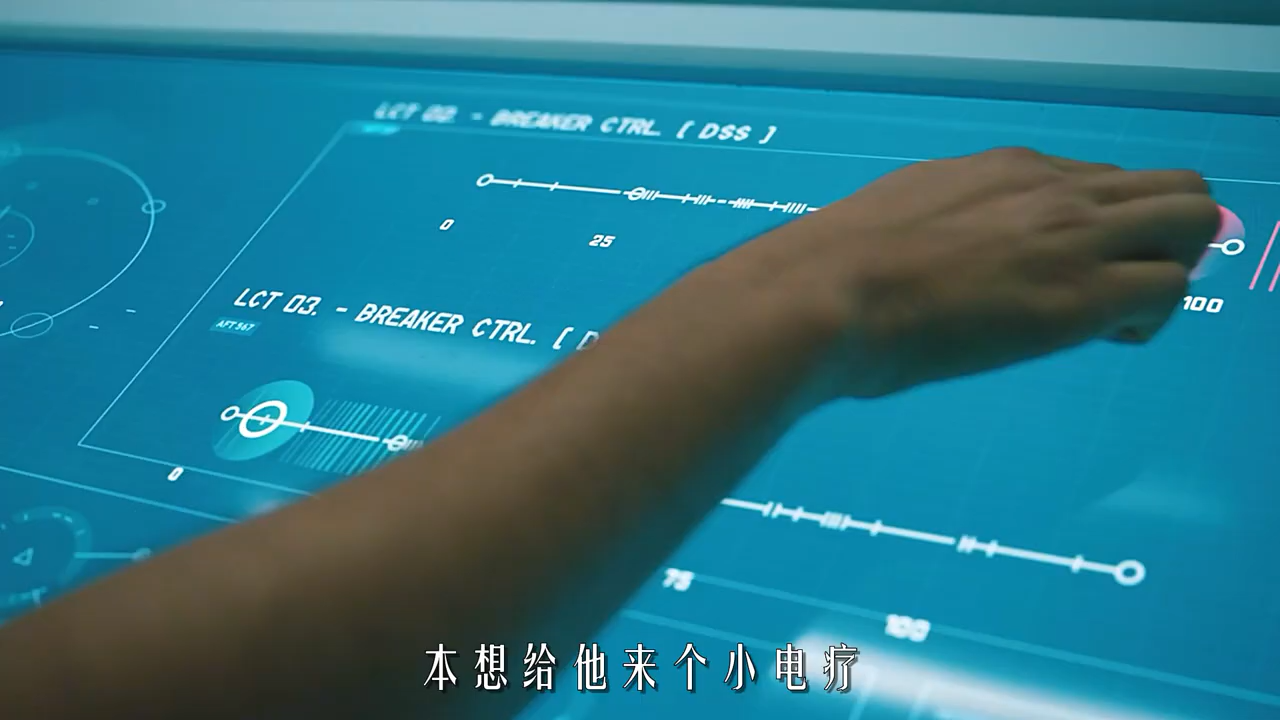 LCT 02. - BREAKER CTRL. [ DSS ]
0 25 100
LCT 03. - BREAKER CTRL. [ D
AFT 567
0 75 100
本想给他来个小电疗